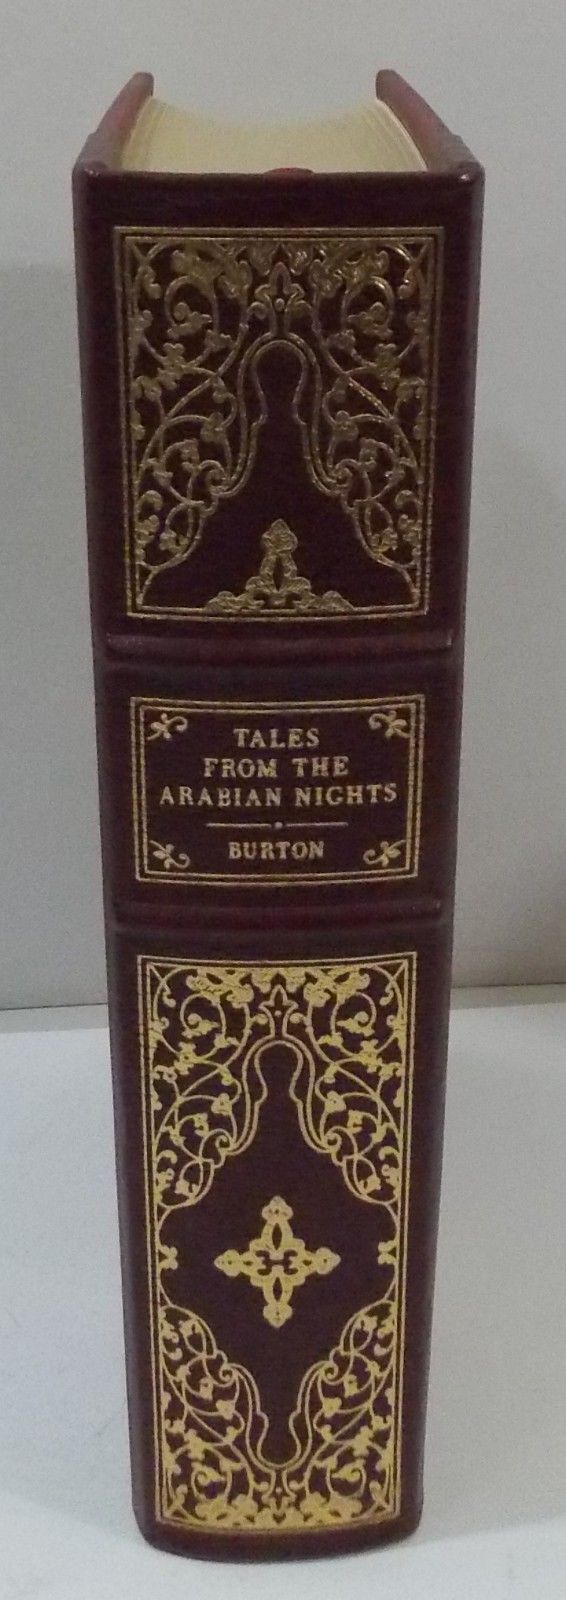 TALES
FROM THE
ARABIAN NIGHTS
BURTON